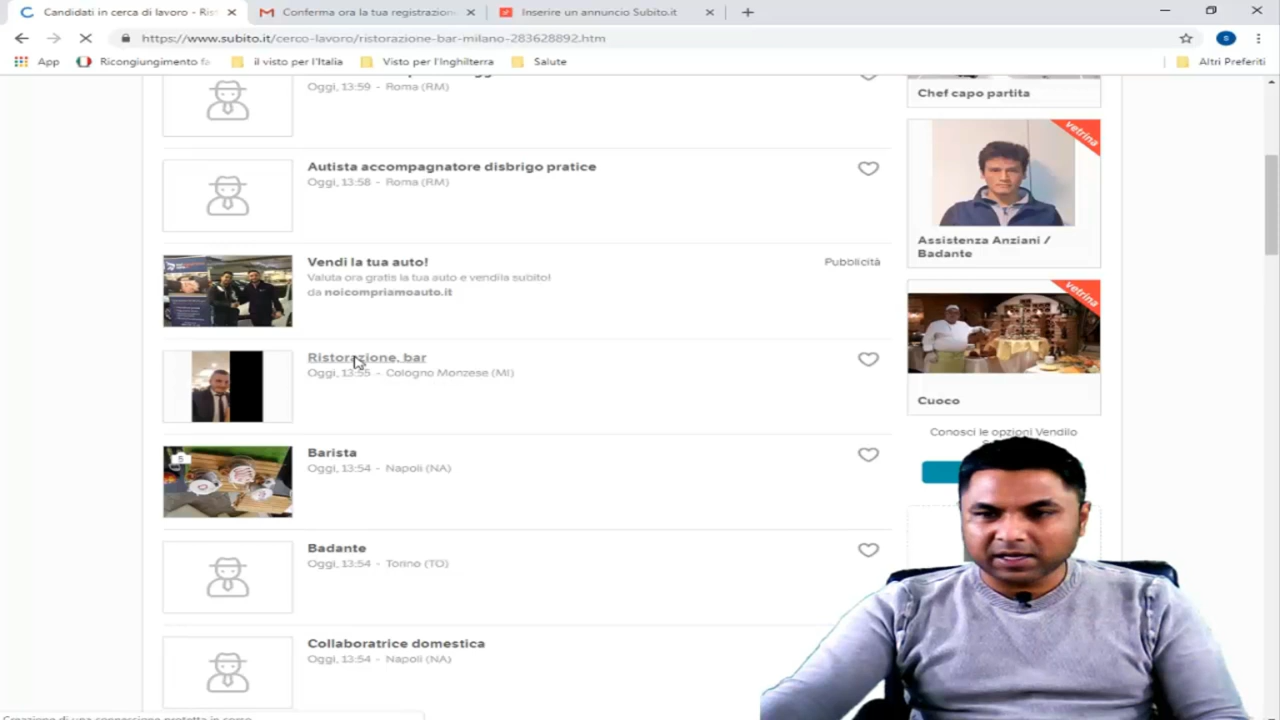 Candidati in cerca di lavoro - Ris
Conferma ora la tua registrazione
Inserire un annuncio Subito.it
https://www.subito.it/cerco-lavoro/ristorazione-bar-milano-283628892.htm
s
App
Ricongiungimento fa
il visto per l'Italia
Visto per l'Inghilterra
Salute
Altri Preferiti
Oggi, 13:59 - Roma (RM)
Chef capo partita
Autista accompagnatore disbrigo pratice
Oggi, 13:58 - Roma (RM)
vetrina
Assistenza Anziani /
Badante
Vendi la tua auto!
Pubblicità
Valuta ora gratis la tua auto e vendila subito!
da noicompriamoauto.it
vetrina
Cuoco
Ristorazione, bar
Oggi, 13:55 - Cologno Monzese (MI)
Conosci le opzioni Vendilo
Barista
5
Oggi, 13:54 - Napoli (NA)
Badante
Oggi, 13:54 - Torino (TO)
Collaboratrice domestica
Oggi, 13:54 - Napoli (NA)